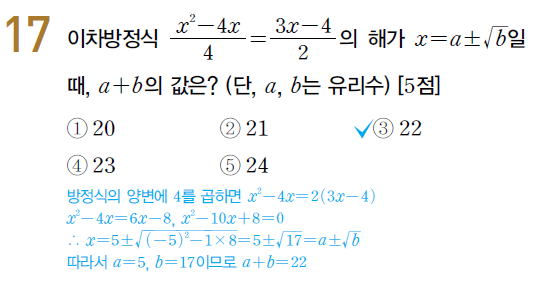 17 이차방정식 \frac{x²-4x}{4}=\frac{3x-4}{2}의 해가 x=a±√b일
때, a+b의 값은? (단, a, b는 유리수) [5점]
① 20 ② 21 ✓③ 22
④ 23 ⑤ 24
방정식의 양변에 4를 곱하면 x²-4x=2(3x-4)
x²-4x=6x-8, x²-10x+8=0
∴ x=5±√((-5)²-1×8)=5±√17=a±√b
따라서 a=5, b=17이므로 a+b=22